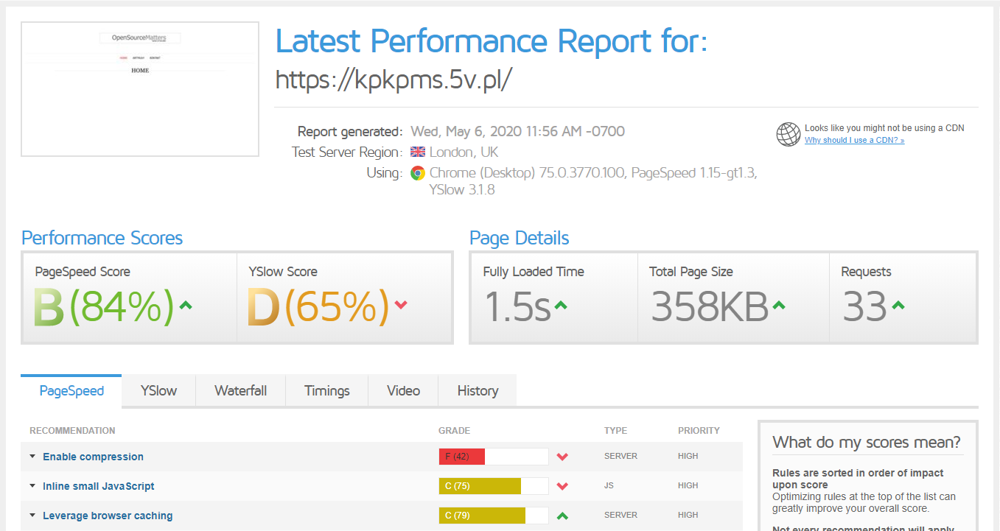 OpenSourceMatters
HOME
Latest Performance Report for:
https://kpkpms.5v.pl/
Report generated: Wed, May 6, 2020 11:56 AM -0700
Test Server Region: London, UK
Using: Chrome (Desktop) 75.0.3770.100, PageSpeed 1.15-gt1.3,
YSlow 3.1.8
Looks like you might not be using a CDN
Why should I use a CDN? »
Performance Scores
PageSpeed Score
B(84%)
YSlow Score
D(65%)
Page Details
Fully Loaded Time
1.5s
Total Page Size
358KB
Requests
33
PageSpeed
YSlow
Waterfall
Timings
Video
History
RECOMMENDATION GRADE TYPE PRIORITY
Enable compression F (42) SERVER HIGH
Inline small JavaScript C (75) JS HIGH
Leverage browser caching C (79) SERVER HIGH
What do my scores mean?
Rules are sorted in order of impact
upon score
Optimizing rules at the top of the list can
greatly improve your overall score.
Not every recommendation will apply